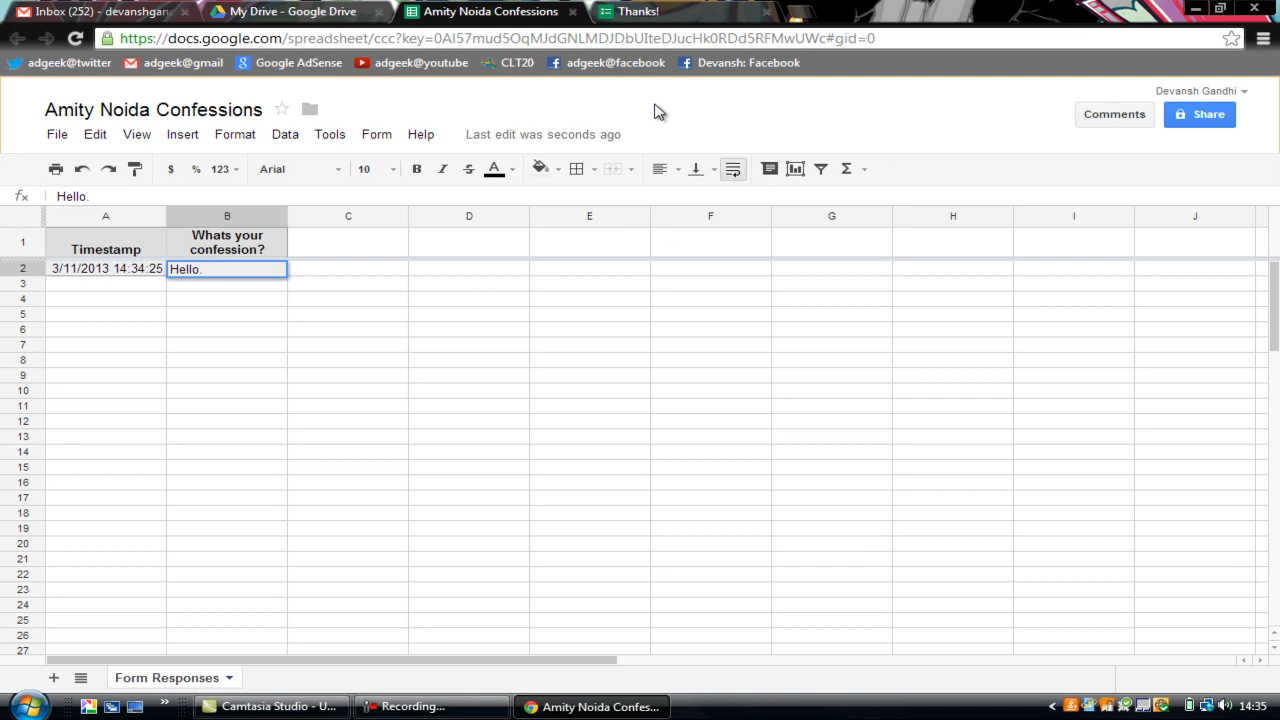 Inbox (252) - devanshgan
My Drive - Google Drive
Amity Noida Confessions
Thanks!
https://docs.google.com/spreadsheet/ccc?key=0AI57mud5OqMJdGNLMDJDbUIteDJucHk0RDd5RFMwUWc#gid=0
adgeek@twitter
adgeek@gmail
Google AdSense
adgeek@youtube
CLT20
adgeek@facebook
Devansh: Facebook
Devansh Gandhi
Amity Noida Confessions
Comments
Share
File Edit View Insert Format Data Tools Form Help Last edit was seconds ago
$ % 123 Arial 10 B I S A Σ
fx Hello.
A B C D E F G H I J
1 Timestamp Whats your
confession?
2 3/11/2013 14:34:25 Hello.
3
4
5
6
7
8
9
10
11
12
13
14
15
16
17
18
19
20
21
22
23
24
25
26
27
+ Form Responses
Camtasia Studio - U...
Recording...
Amity Noida Confes...
14:35